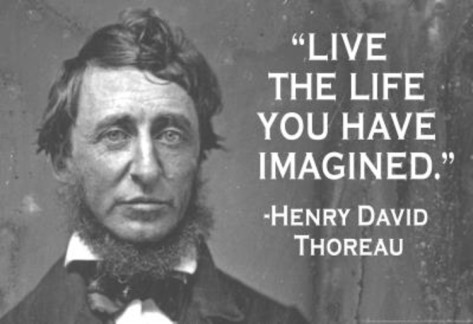 “LIVE
THE LIFE
YOU HAVE
IMAGINED.”
-HENRY DAVID
THOREAU